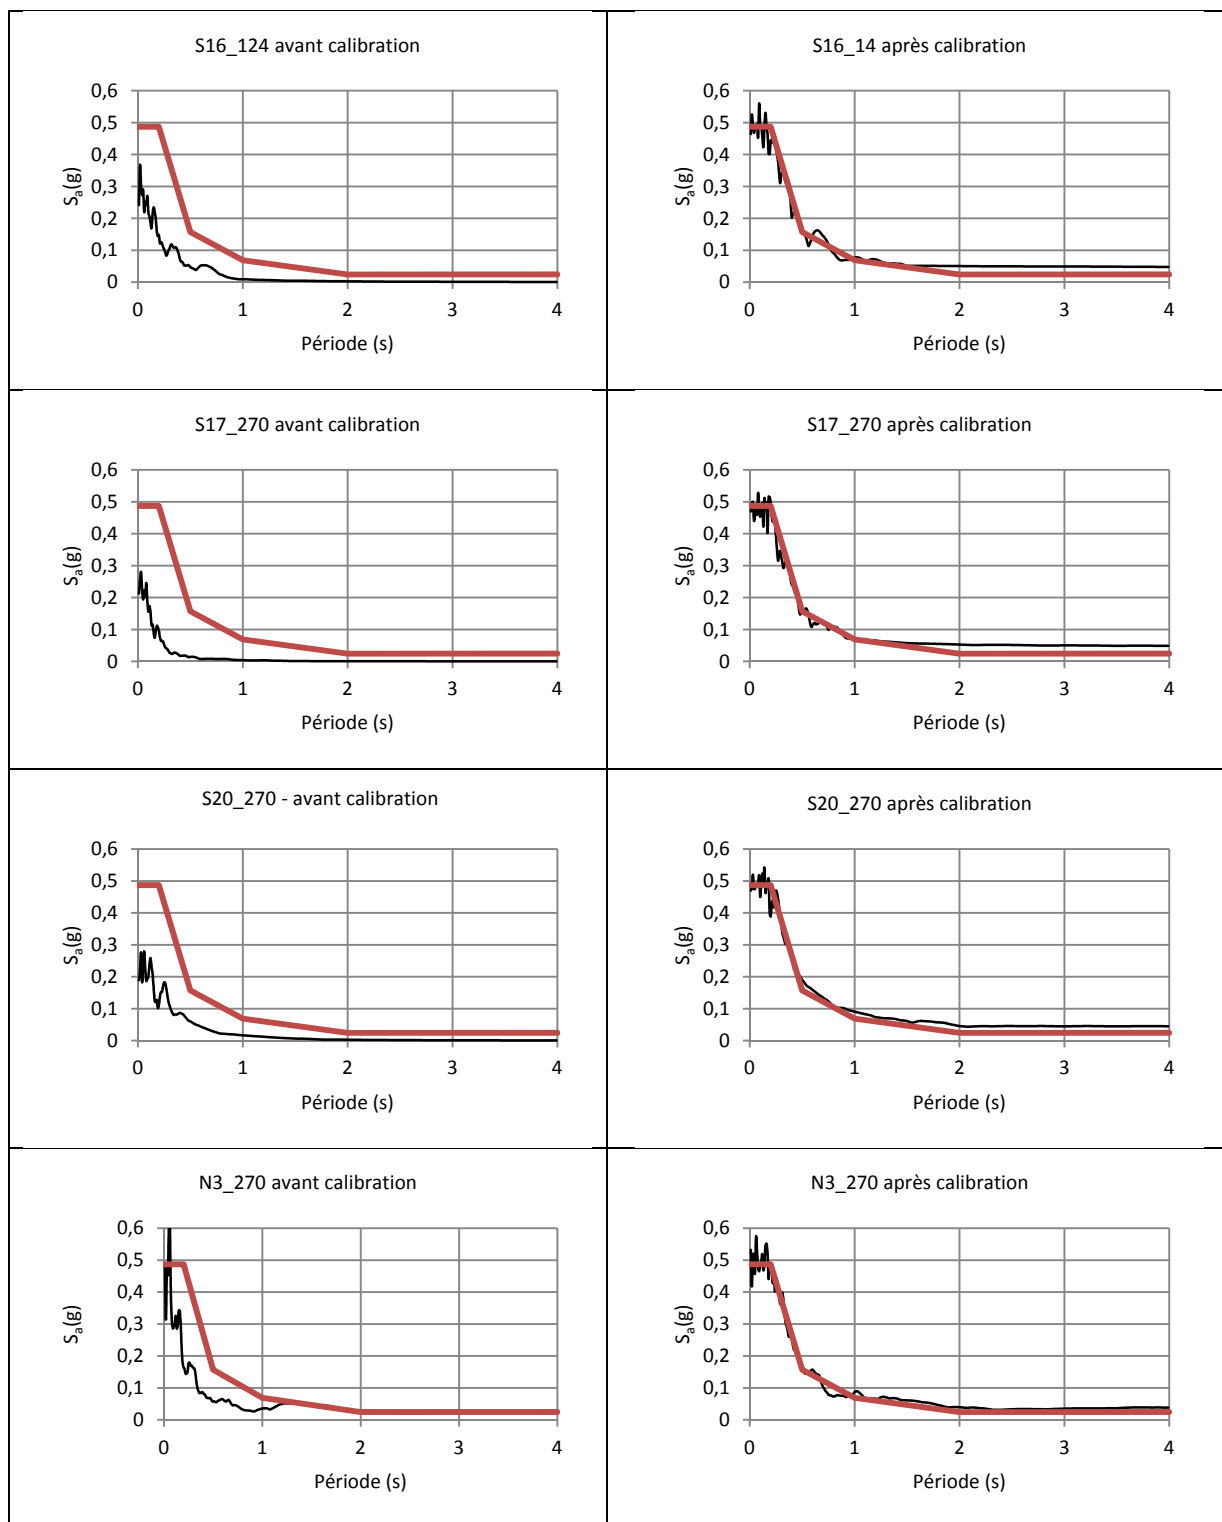 S16_124 avant calibration
0,6
0,5
0,4
0,3
0,2
0,1
0
Sa(g)
0 1 2 3 4
Période (s)
S16_14 après calibration
0,6
0,5
0,4
0,3
0,2
0,1
0
Sa(g)
0 1 2 3 4
Période (s)
S17_270 avant calibration
0,6
0,5
0,4
0,3
0,2
0,1
0
Sa(g)
0 1 2 3 4
Période (s)
S17_270 après calibration
0,6
0,5
0,4
0,3
0,2
0,1
0
Sa(g)
0 1 2 3 4
Période (s)
S20_270 - avant calibration
0,6
0,5
0,4
0,3
0,2
0,1
0
Sa(g)
0 1 2 3 4
Période (s)
S20_270 après calibration
0,6
0,5
0,4
0,3
0,2
0,1
0
Sa(g)
0 1 2 3 4
Période (s)
N3_270 avant calibration
0,6
0,5
0,4
0,3
0,2
0,1
0
Sa(g)
0 1 2 3 4
Période (s)
N3_270 après calibration
0,6
0,5
0,4
0,3
0,2
0,1
0
Sa(g)
0 1 2 3 4
Période (s)